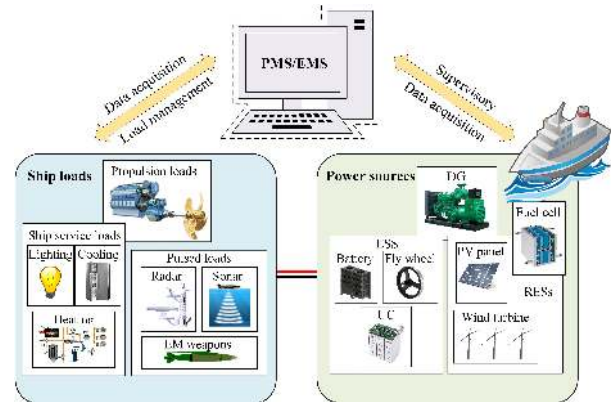 PMS/EMS
Data acquisition
Load management
Supervisory
Data acquisition
Ship loads
Propulsion loads
Ship service loads
Lighting
Cooling
Heating
Pulsed loads
Radar
Sonar
EM weapons
Power sources
DG
Fuel cell
ESS
Battery
Fly wheel
UC
PV panel
RESs
Wind turbine